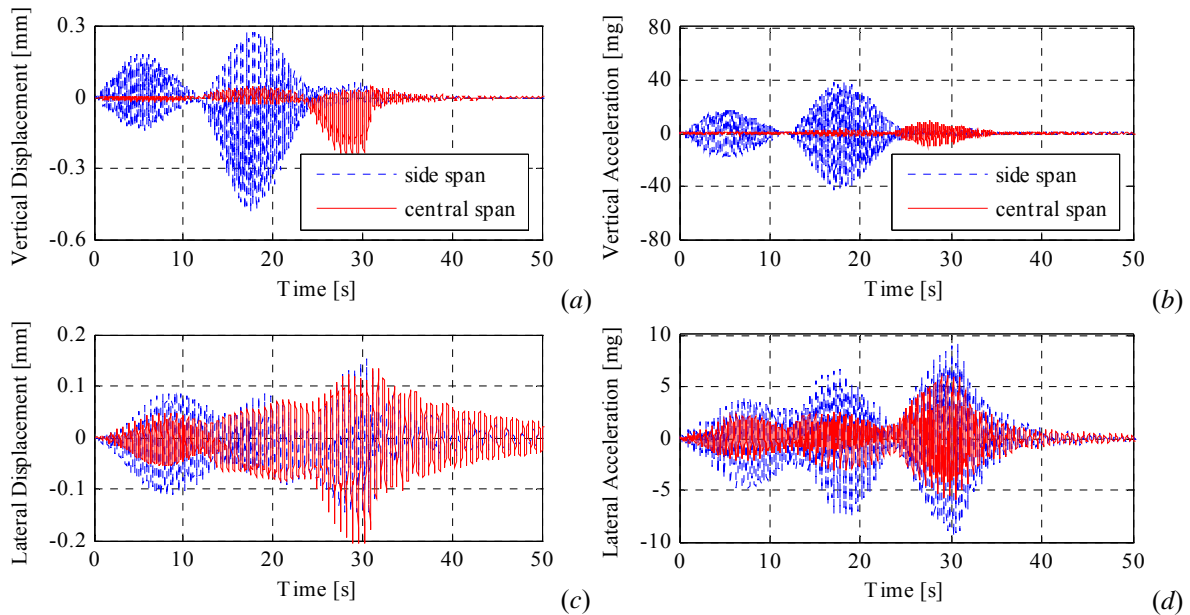 Vertical Displacement [mm]
0.3
0
-0.3
-0.6
side span
central span
0 10 20 30 40 50
Time [s]
(a)
Vertical Acceleration [mg]
80
40
0
-40
-80
side span
central span
0 10 20 30 40 50
Time [s]
(b)
Lateral Displacement [mm]
0.2
0.1
0
-0.1
-0.2
0 10 20 30 40 50
Time [s]
(c)
Lateral Acceleration [mg]
10
5
0
-5
-10
0 10 20 30 40 50
Time [s]
(d)